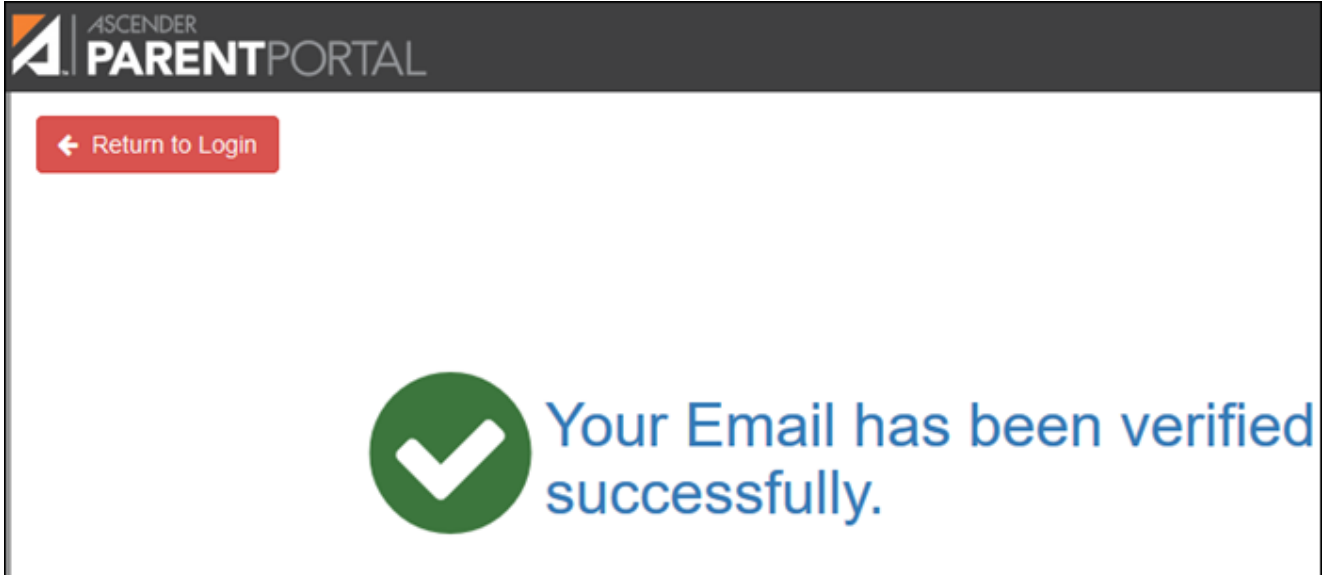 ASCENDER
PARENTPORTAL
Return to Login
Your Email has been verified
successfully.